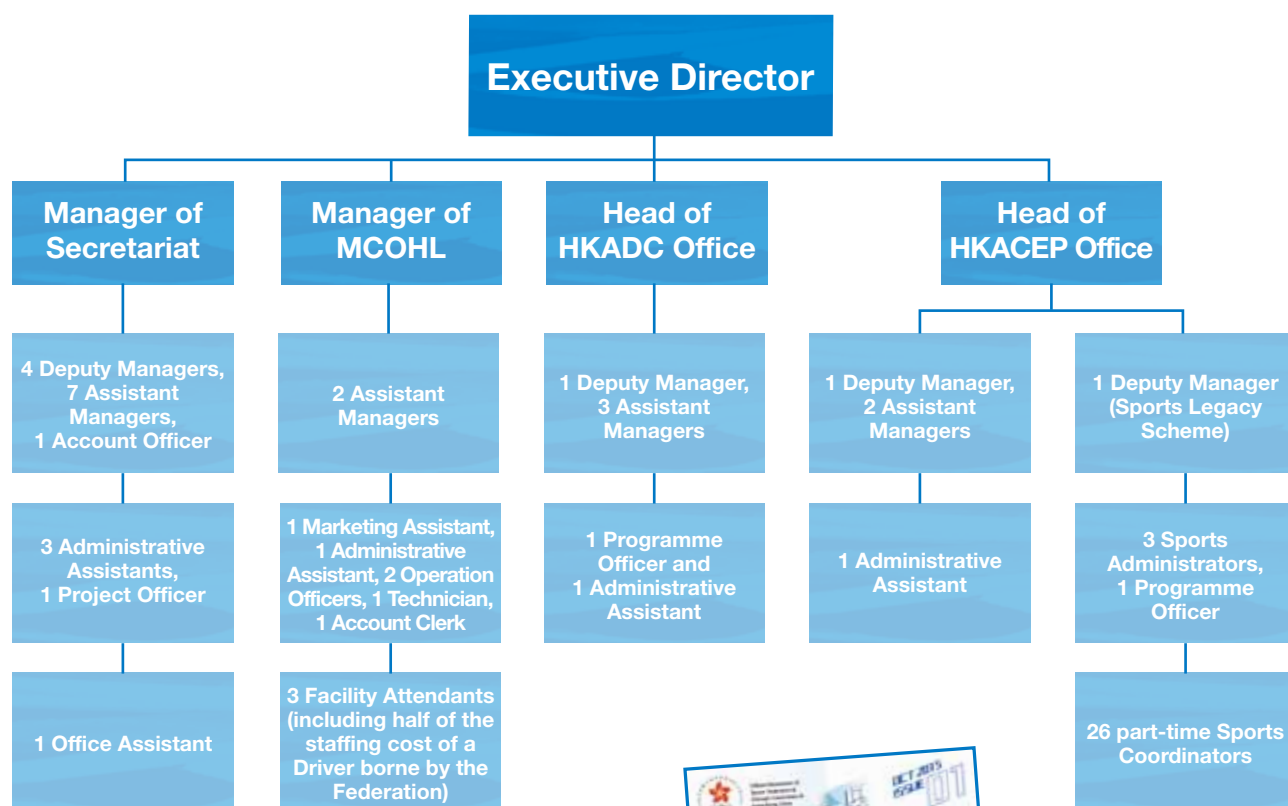 Executive Director
Manager of
Secretariat
Manager of
MCOHL
Head of
HKADC Office
Head of
HKACEP Office
4 Deputy Managers,
7 Assistant
Managers,
1 Account Officer
2 Assistant
Managers
1 Deputy Manager,
3 Assistant
Managers
1 Deputy Manager,
2 Assistant
Managers
1 Deputy Manager
(Sports Legacy
Scheme)
3 Administrative
Assistants,
1 Project Officer
1 Marketing Assistant,
1 Administrative
Assistant, 2 Operation
Officers, 1 Technician,
1 Account Clerk
1 Programme
Officer and
1 Administrative
Assistant
1 Administrative
Assistant
3 Sports
Administrators,
1 Programme
Officer
1 Office Assistant
3 Facility Attendants
(including half of the
staffing cost of a
Driver borne by the
Federation)
26 part-time Sports
Coordinators
OCT 2015
ISSUE 01